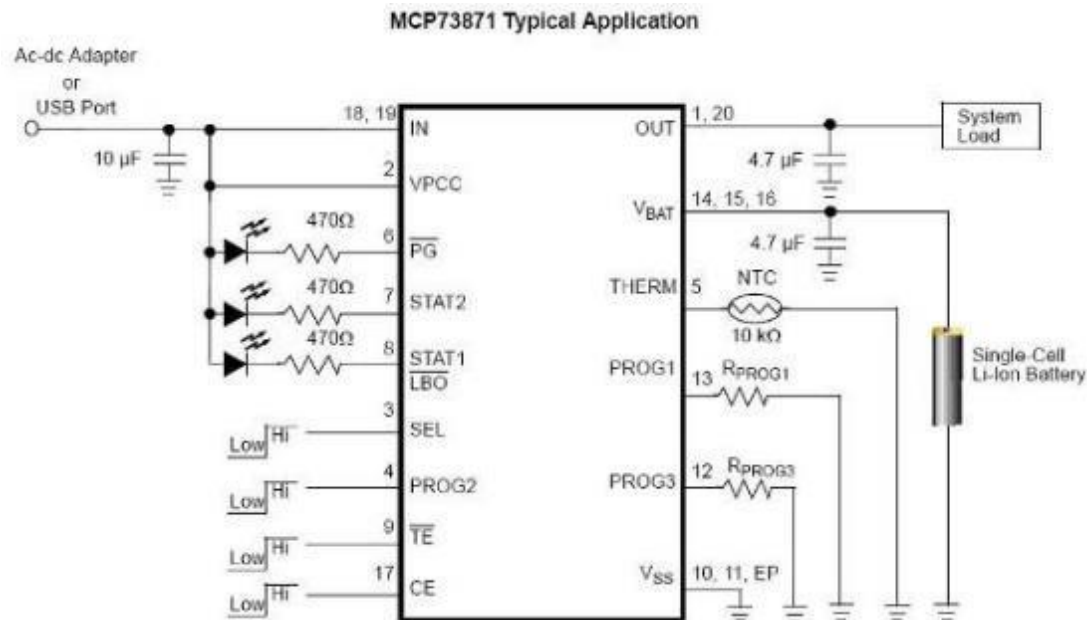 MCP73871 Typical Application
Ac-dc Adapter
or
USB Port
10 µF
18, 19
IN
2
VPCC
470Ω
6
PG
470Ω
7
STAT2
470Ω
8
STAT1
LBO
3
SEL
Low Hi
4
PROG2
Low Hi
9
TE
Low Hi
17
CE
Low Hi
OUT
1, 20
System
Load
4.7 µF
VBAT
14, 15, 16
4.7 µF
THERM
5
NTC
10 kΩ
Single-Cell
Li-Ion Battery
PROG1
13
RPROG1
PROG3
12
RPROG3
VSS
10, 11, EP